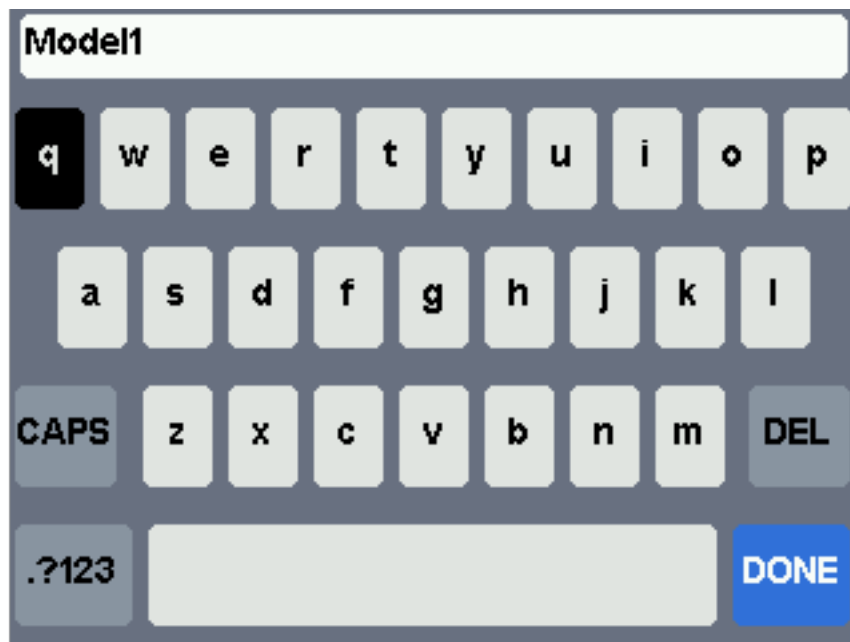 Model1
q w e r t y u i o p
a s d f g h j k l
CAPS z x c v b n m DEL
.?123 DONE